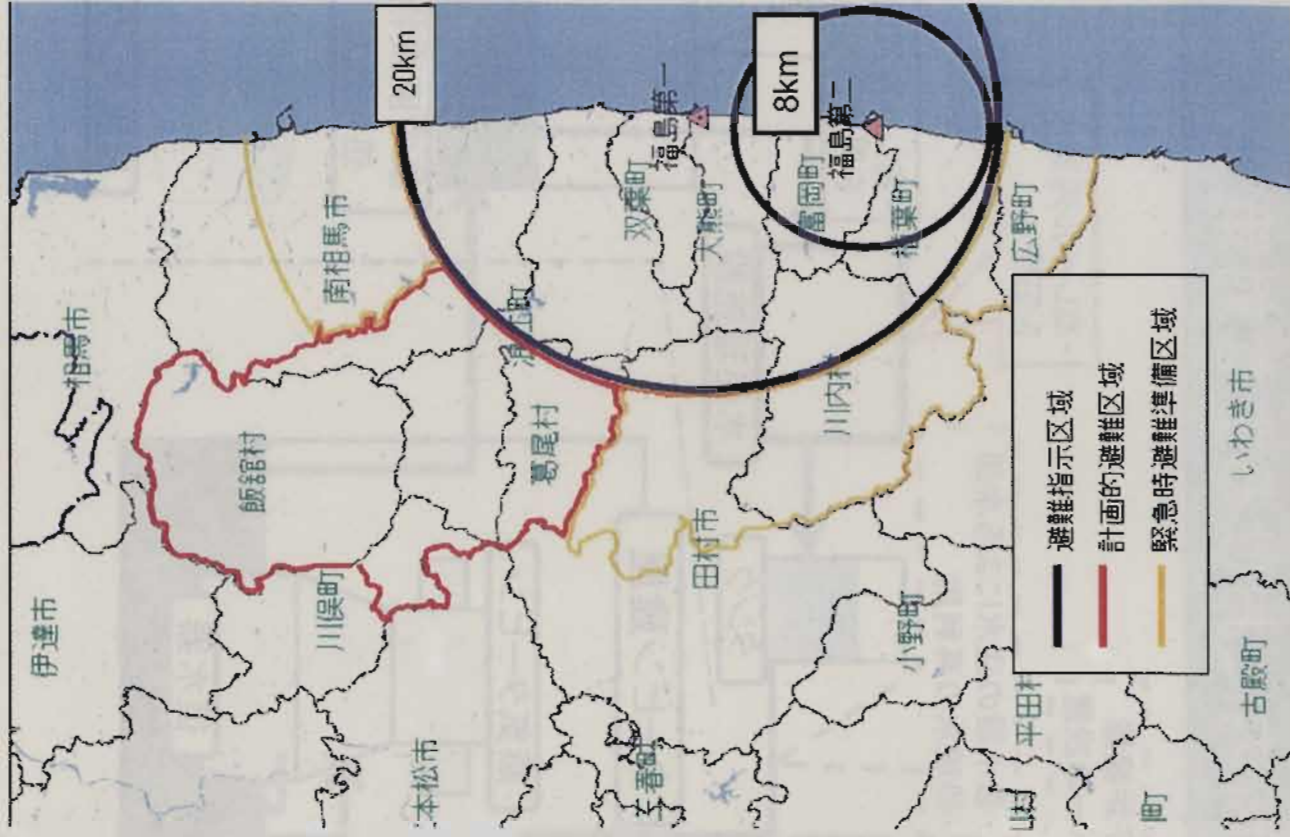 相馬市
伊達市
南相馬市
20km
飯舘村
川俣町
浪江町
葛尾村
双葉町
福島第一
大熊町
本松市
田村市
8km
富岡町
福島第二
楢葉町
川内村
小野町
広野町
平田村
いわき市
古殿町
町
避難指示区域
計画的避難区域
緊急時避難準備区域